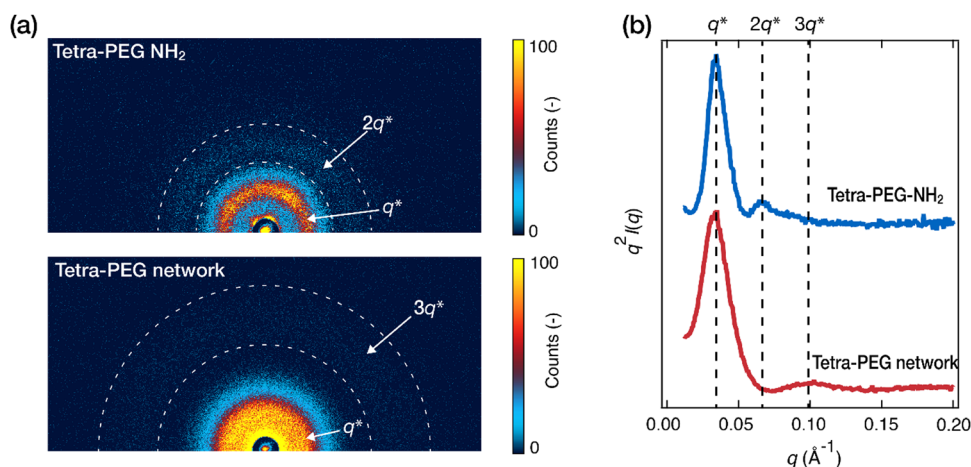 (a)
Tetra-PEG NH₂
2q*
q*
100
Counts (-)
0
Tetra-PEG network
3q*
q*
100
Counts (-)
0
(b)
q* 2q* 3q*
q² I(q)
Tetra-PEG-NH₂
Tetra-PEG network
0.00 0.05 0.10 0.15 0.20
q (Å⁻¹)